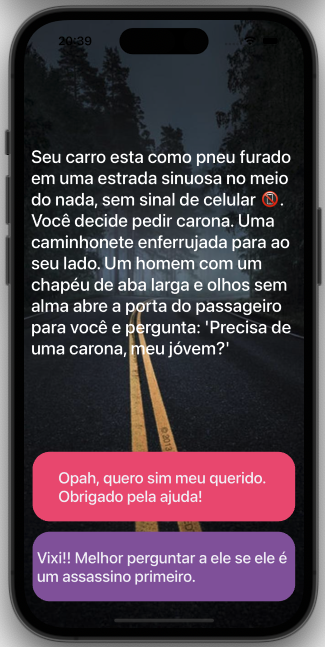 20:39
Seu carro esta como pneu furado
em uma estrada sinuosa no meio
do nada, sem sinal de celular 📵.
Você decide pedir carona. Uma
caminhonete enferrujada para ao
seu lado. Um homem com um
chapéu de aba larga e olhos sem
alma abre a porta do passageiro
para você e pergunta: 'Precisa de
uma carona, meu jóvem?'
Opah, quero sim meu querido.
Obrigado pela ajuda!
Vixi!! Melhor perguntar a ele se ele é
um assassino primeiro.